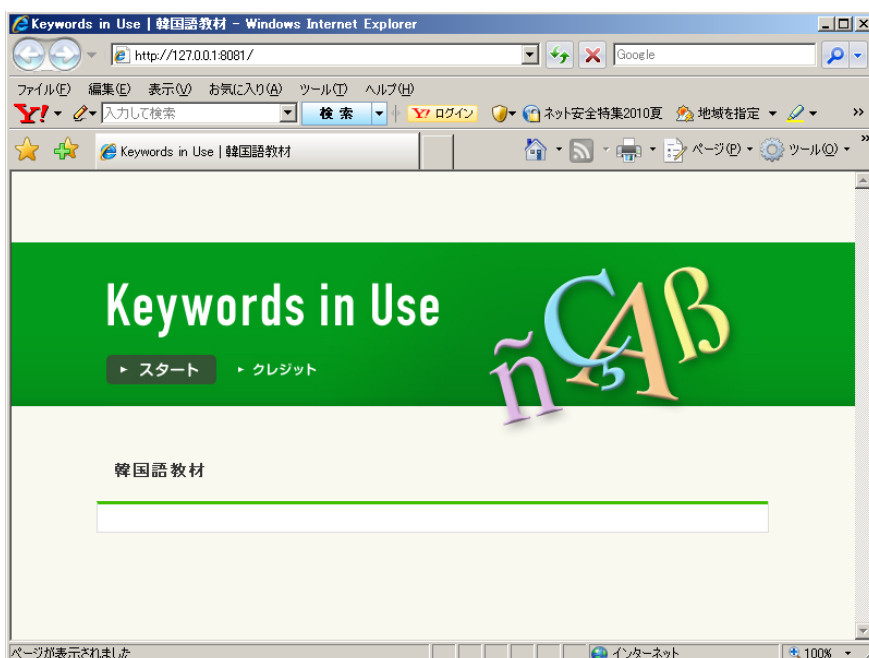 Keywords in Use | 韓国語教材 - Windows Internet Explorer
http://127.0.0.1:8081/
Google
ファイル(F) 編集(E) 表示(V) お気に入り(A) ツール(T) ヘルプ(H)
Y! 入力して検索 検索 Y! ログイン ネット安全特集2010夏 地域を指定 »
Keywords in Use | 韓国語教材 ページ(P) ツール(O) »
Keywords in Use
ñÇAß
スタート クレジット
韓国語教材
ページが表示されました インターネット 100%